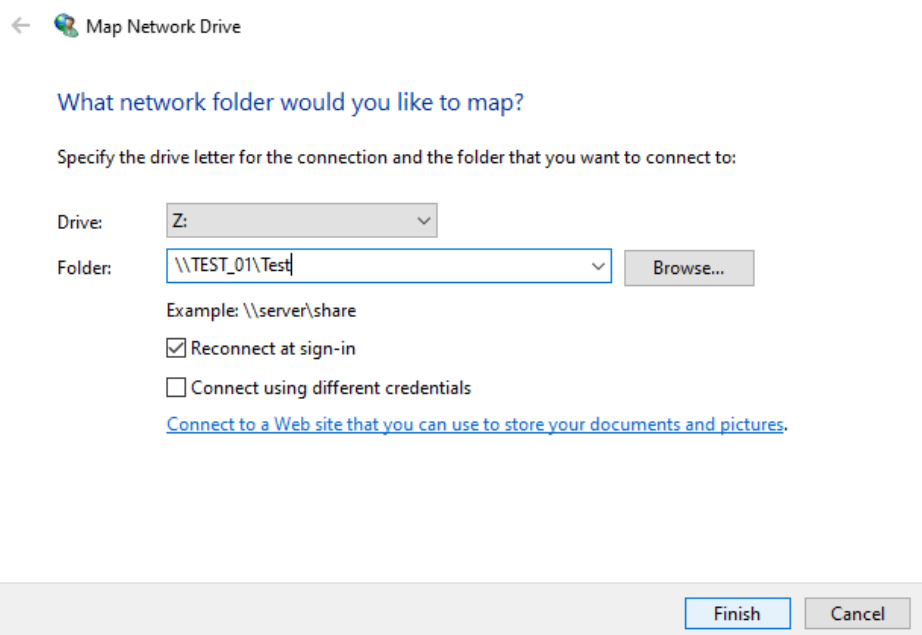 Map Network Drive
What network folder would you like to map?
Specify the drive letter for the connection and the folder that you want to connect to:
Drive: Z:
Folder: \\TEST_01\Test Browse...
Example: \\server\share
Reconnect at sign-in
Connect using different credentials
Connect to a Web site that you can use to store your documents and pictures.
Finish Cancel